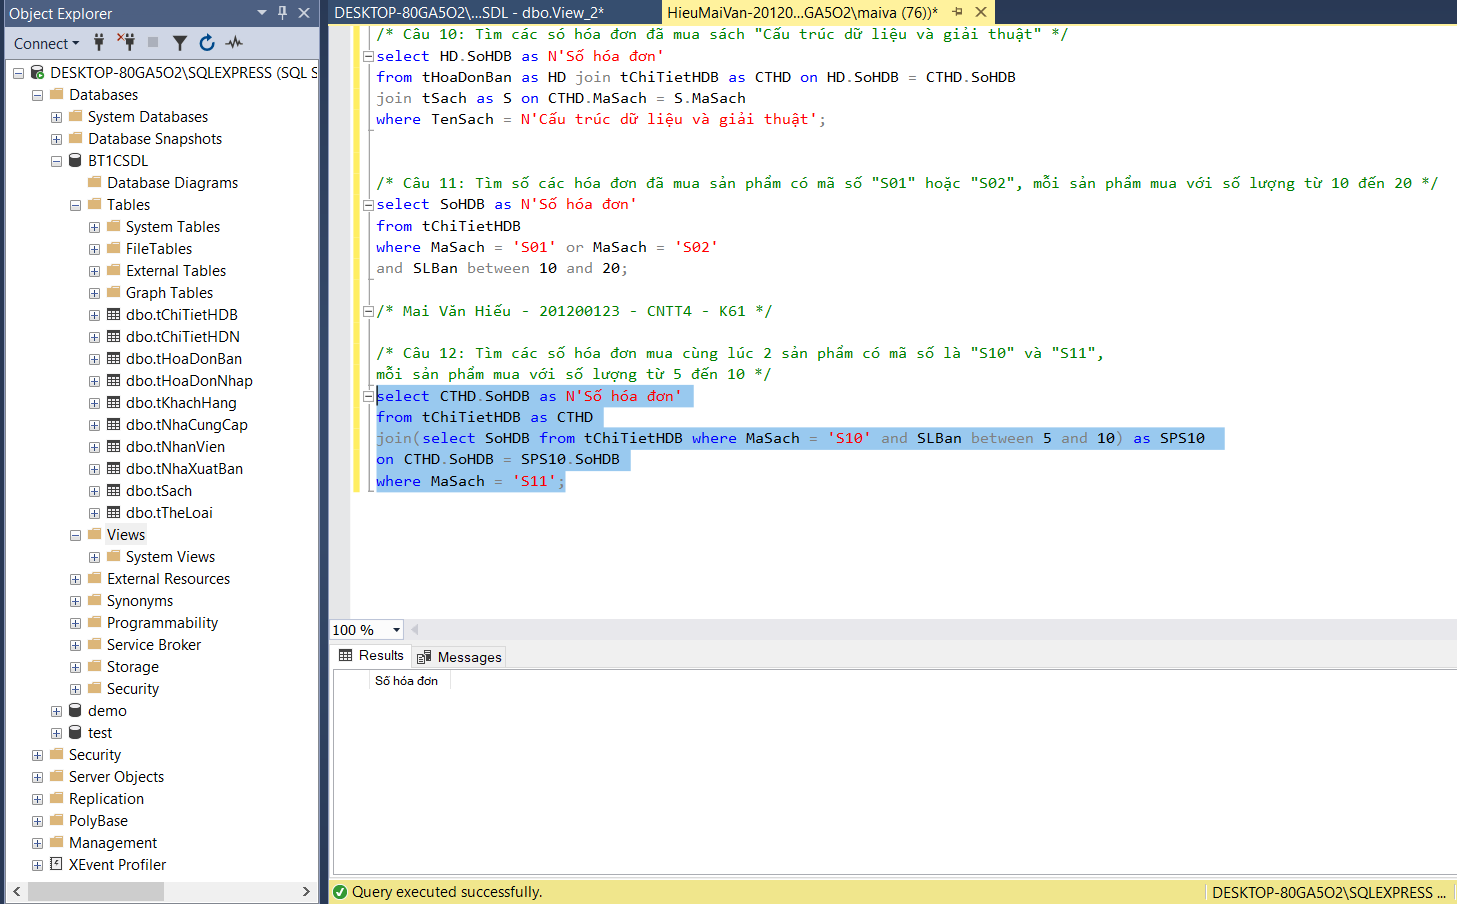 Object Explorer
Connect
DESKTOP-80GA5O2\SQLEXPRESS (SQL S
Databases
System Databases
Database Snapshots
BT1CSDL
Database Diagrams
Tables
System Tables
FileTables
External Tables
Graph Tables
dbo.tChiTietHDB
dbo.tChiTietHDN
dbo.tHoaDonBan
dbo.tHoaDonNhap
dbo.tKhachHang
dbo.tNhaCungCap
dbo.tNhanVien
dbo.tNhaXuatBan
dbo.tSach
dbo.tTheLoai
Views
System Views
External Resources
Synonyms
Programmability
Service Broker
Storage
Security
demo
test
Security
Server Objects
Replication
PolyBase
Management
XEvent Profiler
DESKTOP-80GA5O2\...SDL - dbo.View_2*
HieuMaiVan-20120...GA5O2\maiva (76))*
/* Câu 10: Tìm các só hóa đơn đã mua sách "Cấu trúc dữ liệu và giải thuật" */
select HD.SoHDB as N'Số hóa đơn'
from tHoaDonBan as HD join tChiTietHDB as CTHD on HD.SoHDB = CTHD.SoHDB
join tSach as S on CTHD.MaSach = S.MaSach
where TenSach = N'Cấu trúc dữ liệu và giải thuật';
/* Câu 11: Tìm số các hóa đơn đã mua sản phẩm có mã số "S01" hoặc "S02", mỗi sản phẩm mua với số lượng từ 10 đến 20 */
select SoHDB as N'Số hóa đơn'
from tChiTietHDB
where MaSach = 'S01' or MaSach = 'S02'
and SLBan between 10 and 20;
/* Mai Văn Hiếu - 201200123 - CNTT4 - K61 */
/* Câu 12: Tìm các số hóa đơn mua cùng lúc 2 sản phẩm có mã số là "S10" và "S11",
mỗi sản phẩm mua với số lượng từ 5 đến 10 */
select CTHD.SoHDB as N'Số hóa đơn'
from tChiTietHDB as CTHD
join(select SoHDB from tChiTietHDB where MaSach = 'S10' and SLBan between 5 and 10) as SPS10
on CTHD.SoHDB = SPS10.SoHDB
where MaSach = 'S11';
100 %
Results
Messages
Số hóa đơn
Query executed successfully.
DESKTOP-80GA5O2\SQLEXPRESS ...